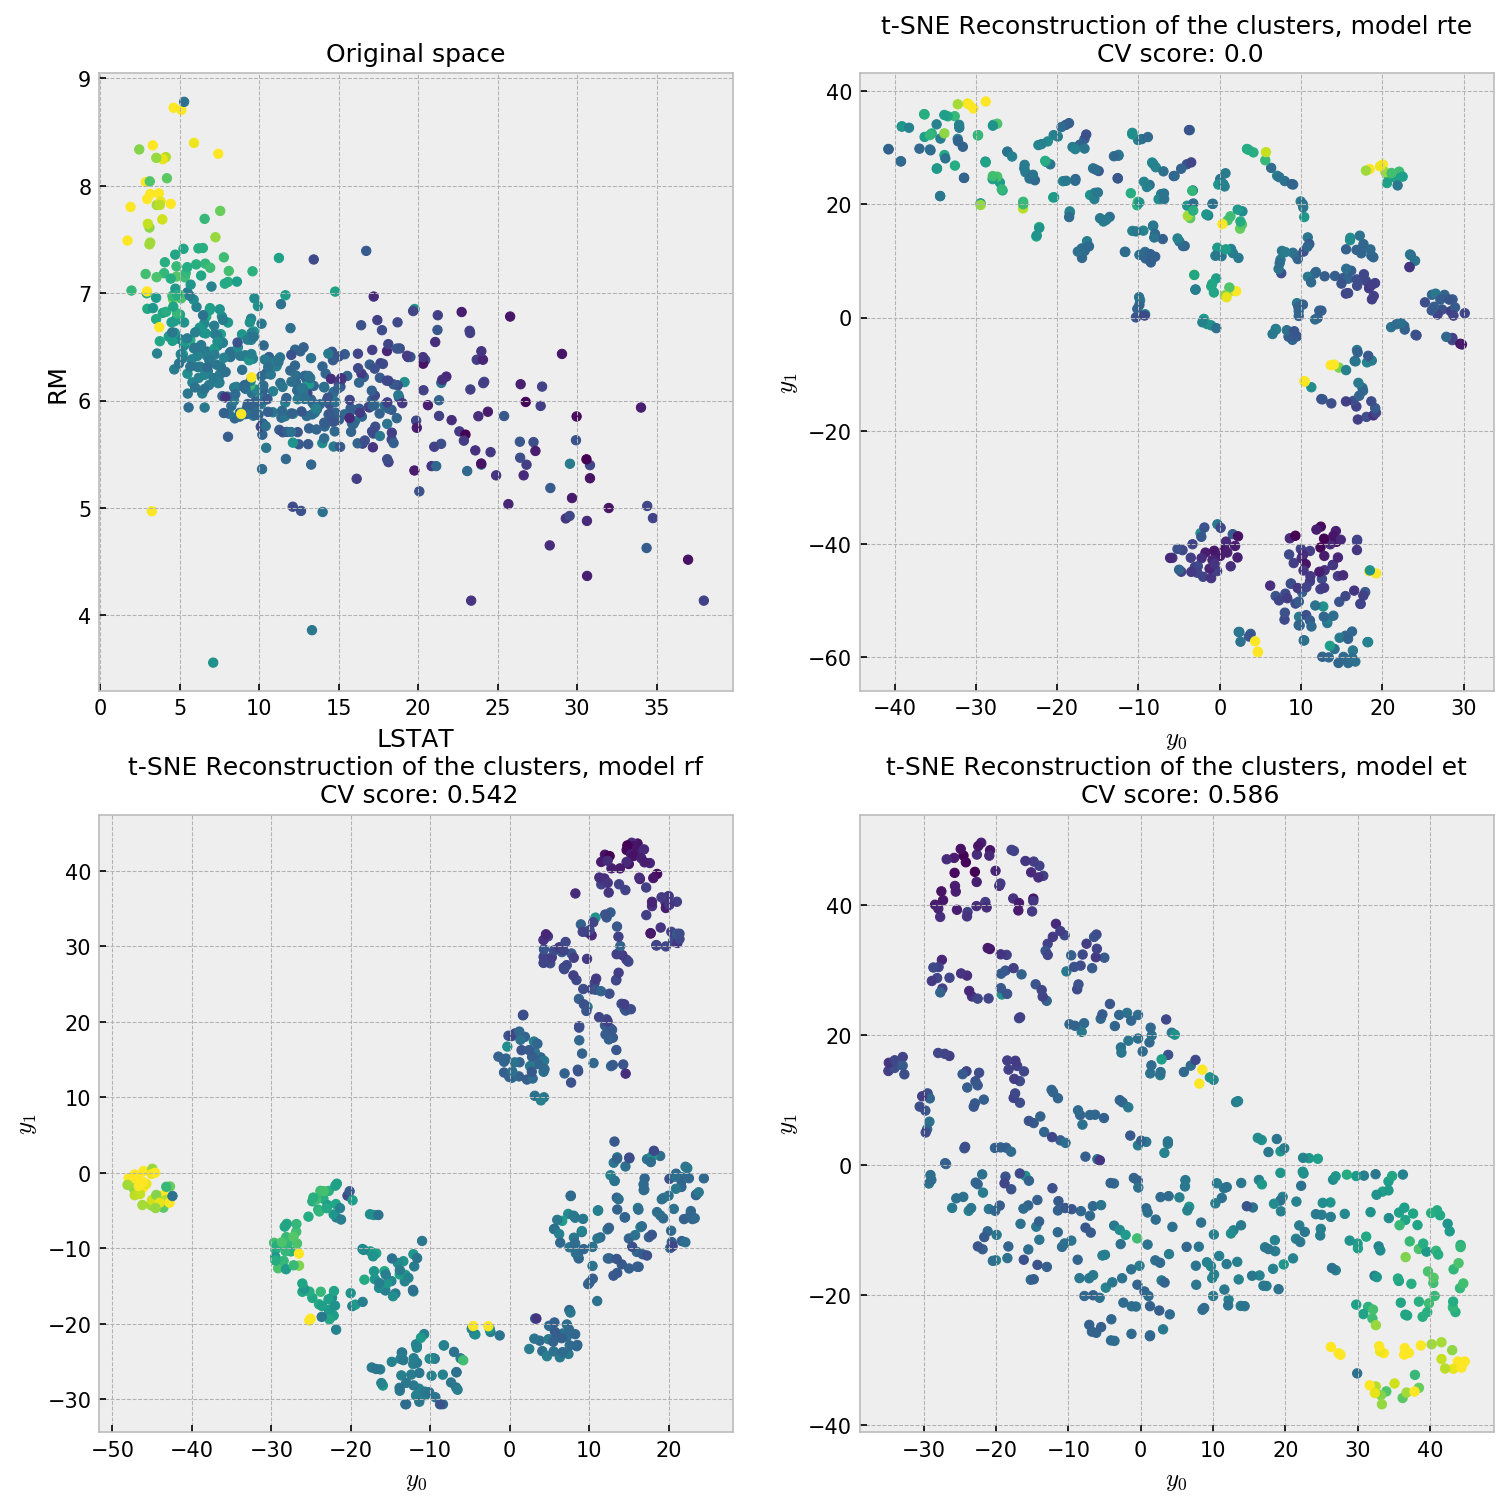 Original space
9
8
7
6
5
4
RM
0 5 10 15 20 25 30 35
LSTAT
t-SNE Reconstruction of the clusters, model rte
CV score: 0.0
40
20
0
−20
−40
−60
y₁
−40 −30 −20 −10 0 10 20 30
y₀
t-SNE Reconstruction of the clusters, model rf
CV score: 0.542
40
30
20
10
0
−10
−20
−30
y₁
−50 −40 −30 −20 −10 0 10 20
y₀
t-SNE Reconstruction of the clusters, model et
CV score: 0.586
40
20
0
−20
−40
y₁
−30 −20 −10 0 10 20 30 40
y₀